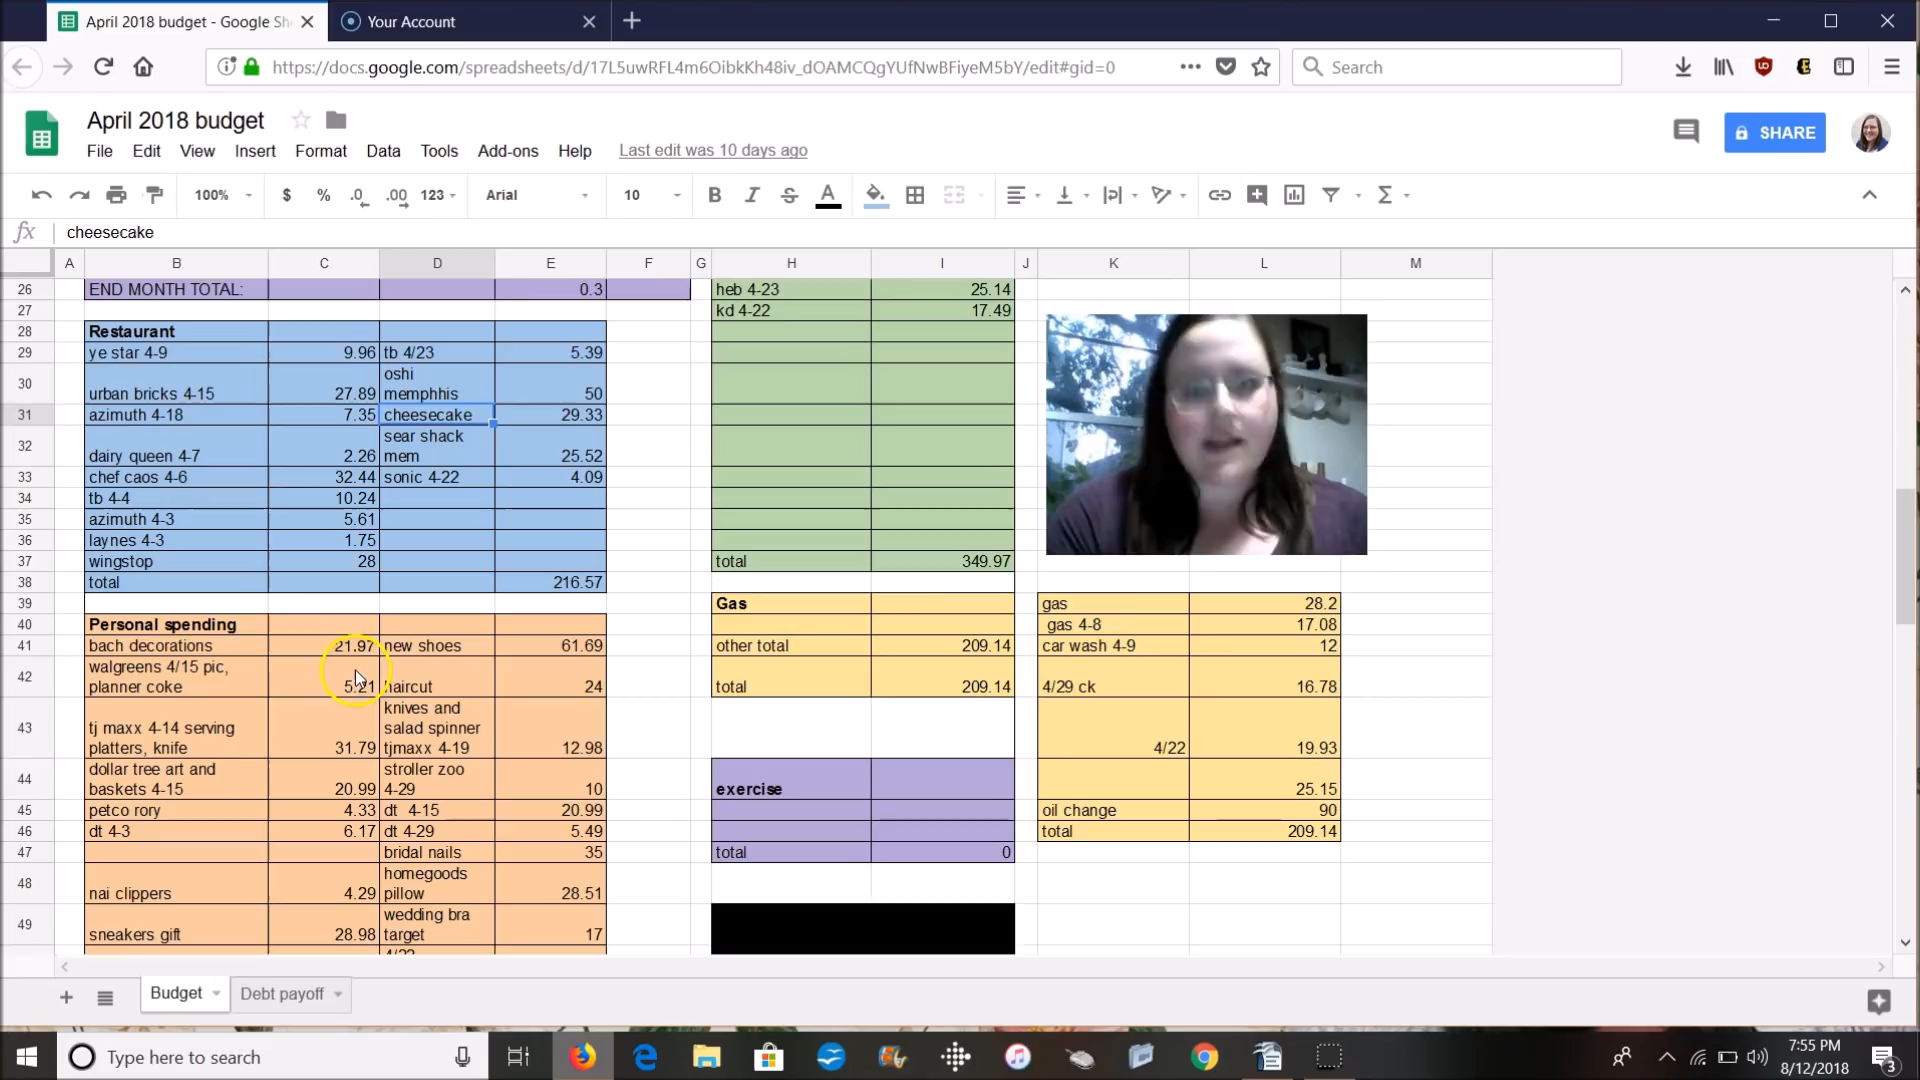 April 2018 budget - Google She
Your Account
https://docs.google.com/spreadsheets/d/17L5uwRFL4m6OibkKh48iv_dOAMCQgYUfNwBFiyeM5bY/edit#gid=0
Search
April 2018 budget
File Edit View Insert Format Data Tools Add-ons Help Last edit was 10 days ago
SHARE
100% $ % .0 .00 123 Arial 10 B I S A
fx cheesecake
A B C D E F G H I J K L M
26 END MONTH TOTAL: 0.3 heb 4-23 25.14
27 kd 4-22 17.49
28 Restaurant
29 ye star 4-9 9.96 tb 4/23 5.39
oshi
30 urban bricks 4-15 27.89 memphhis 50
31 azimuth 4-18 7.35 cheesecake 29.33
sear shack
32 dairy queen 4-7 2.26 mem 25.52
33 chef caos 4-6 32.44 sonic 4-22 4.09
34 tb 4-4 10.24
35 azimuth 4-3 5.61
36 laynes 4-3 1.75
37 wingstop 28 total 349.97
38 total 216.57
39 Gas gas 28.2
40 Personal spending gas 4-8 17.08
41 bach decorations 21.97 new shoes 61.69 other total 209.14 car wash 4-9 12
walgreens 4/15 pic,
42 planner coke 5.21 haircut 24 total 209.14 4/29 ck 16.78
knives and
43 tj maxx 4-14 serving salad spinner
platters, knife 31.79 tjmaxx 4-19 12.98 4/22 19.93
dollar tree art and stroller zoo
44 baskets 4-15 20.99 4-29 10 exercise 25.15
45 petco rory 4.33 dt 4-15 20.99 oil change 90
46 dt 4-3 6.17 dt 4-29 5.49 total 209.14
47 bridal nails 35 total 0
homegoods
48 nai clippers 4.29 pillow 28.51
wedding bra
49 sneakers gift 28.98 target 17
Budget Debt payoff
Type here to search
7:55 PM
8/12/2018
3